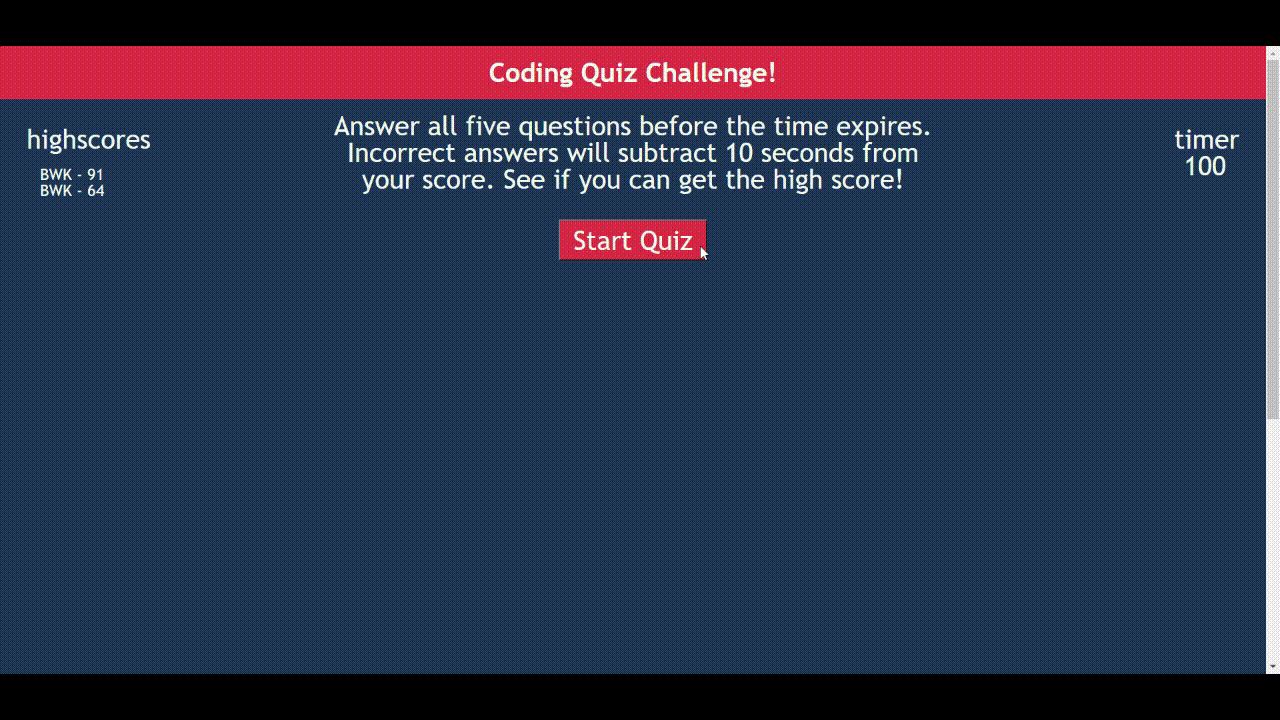 Coding Quiz Challenge!
highscores
BWK - 91
BWK - 64
Answer all five questions before the time expires.
Incorrect answers will subtract 10 seconds from
your score. See if you can get the high score!
Start Quiz
timer
100